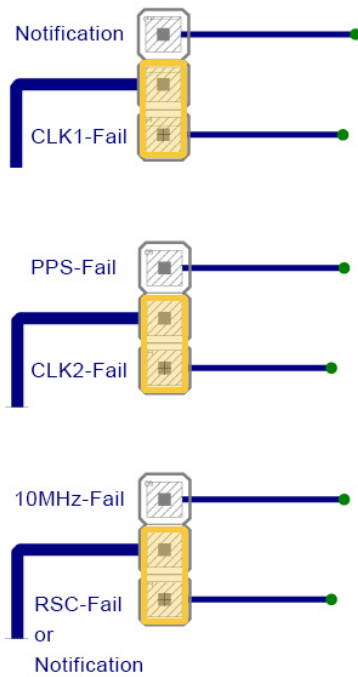 Notification
CLK1-Fail
PPS-Fail
CLK2-Fail
10MHz-Fail
RSC-Fail
or
Notification